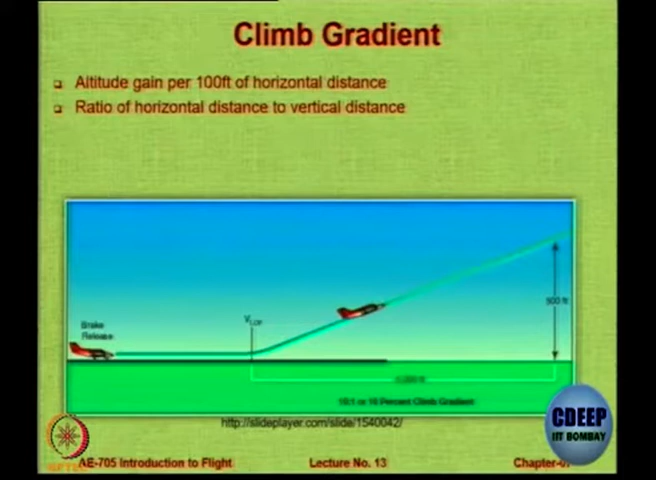 Climb Gradient
Altitude gain per 100ft of horizontal distance
Ratio of horizontal distance to vertical distance
Brake
Release
V LOF
500 ft
10:1 or 10 Percent Climb Gradient
http://slideplayer.com/slide/1540042/
CDEEP
IIT BOMBAY
NPTEL
AE-705 Introduction to Flight
Lecture No. 13